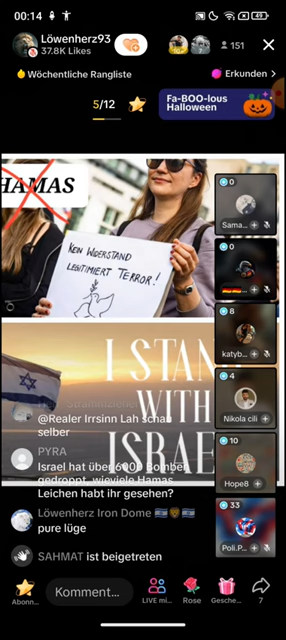 00:14
49
Löwenherz93
37.8K Likes
151
Wöchentliche Rangliste
Erkunden >
5/12
Fa-BOO-lous
Halloween
HAMAS
KEIN WIDERSTAND
LEGITIMIERT TERROR!
0
Sama...
0
I STAN
WITH
ISRAE
8
katyb...
4
Nikola cili
10
Hope8
33
Poli.P...
@Realer Irrsinn Lah schau
selber
PYRA
Israel hat über 6000 Bomben
gedroppt, wieviele Hamas
Leichen habt ihr gesehen?
Löwenherz Iron Dome
pure lüge
SAHMAT ist beigetreten
Abonn...
Komment...
LIVE mi...
Rose
Gesche...
7